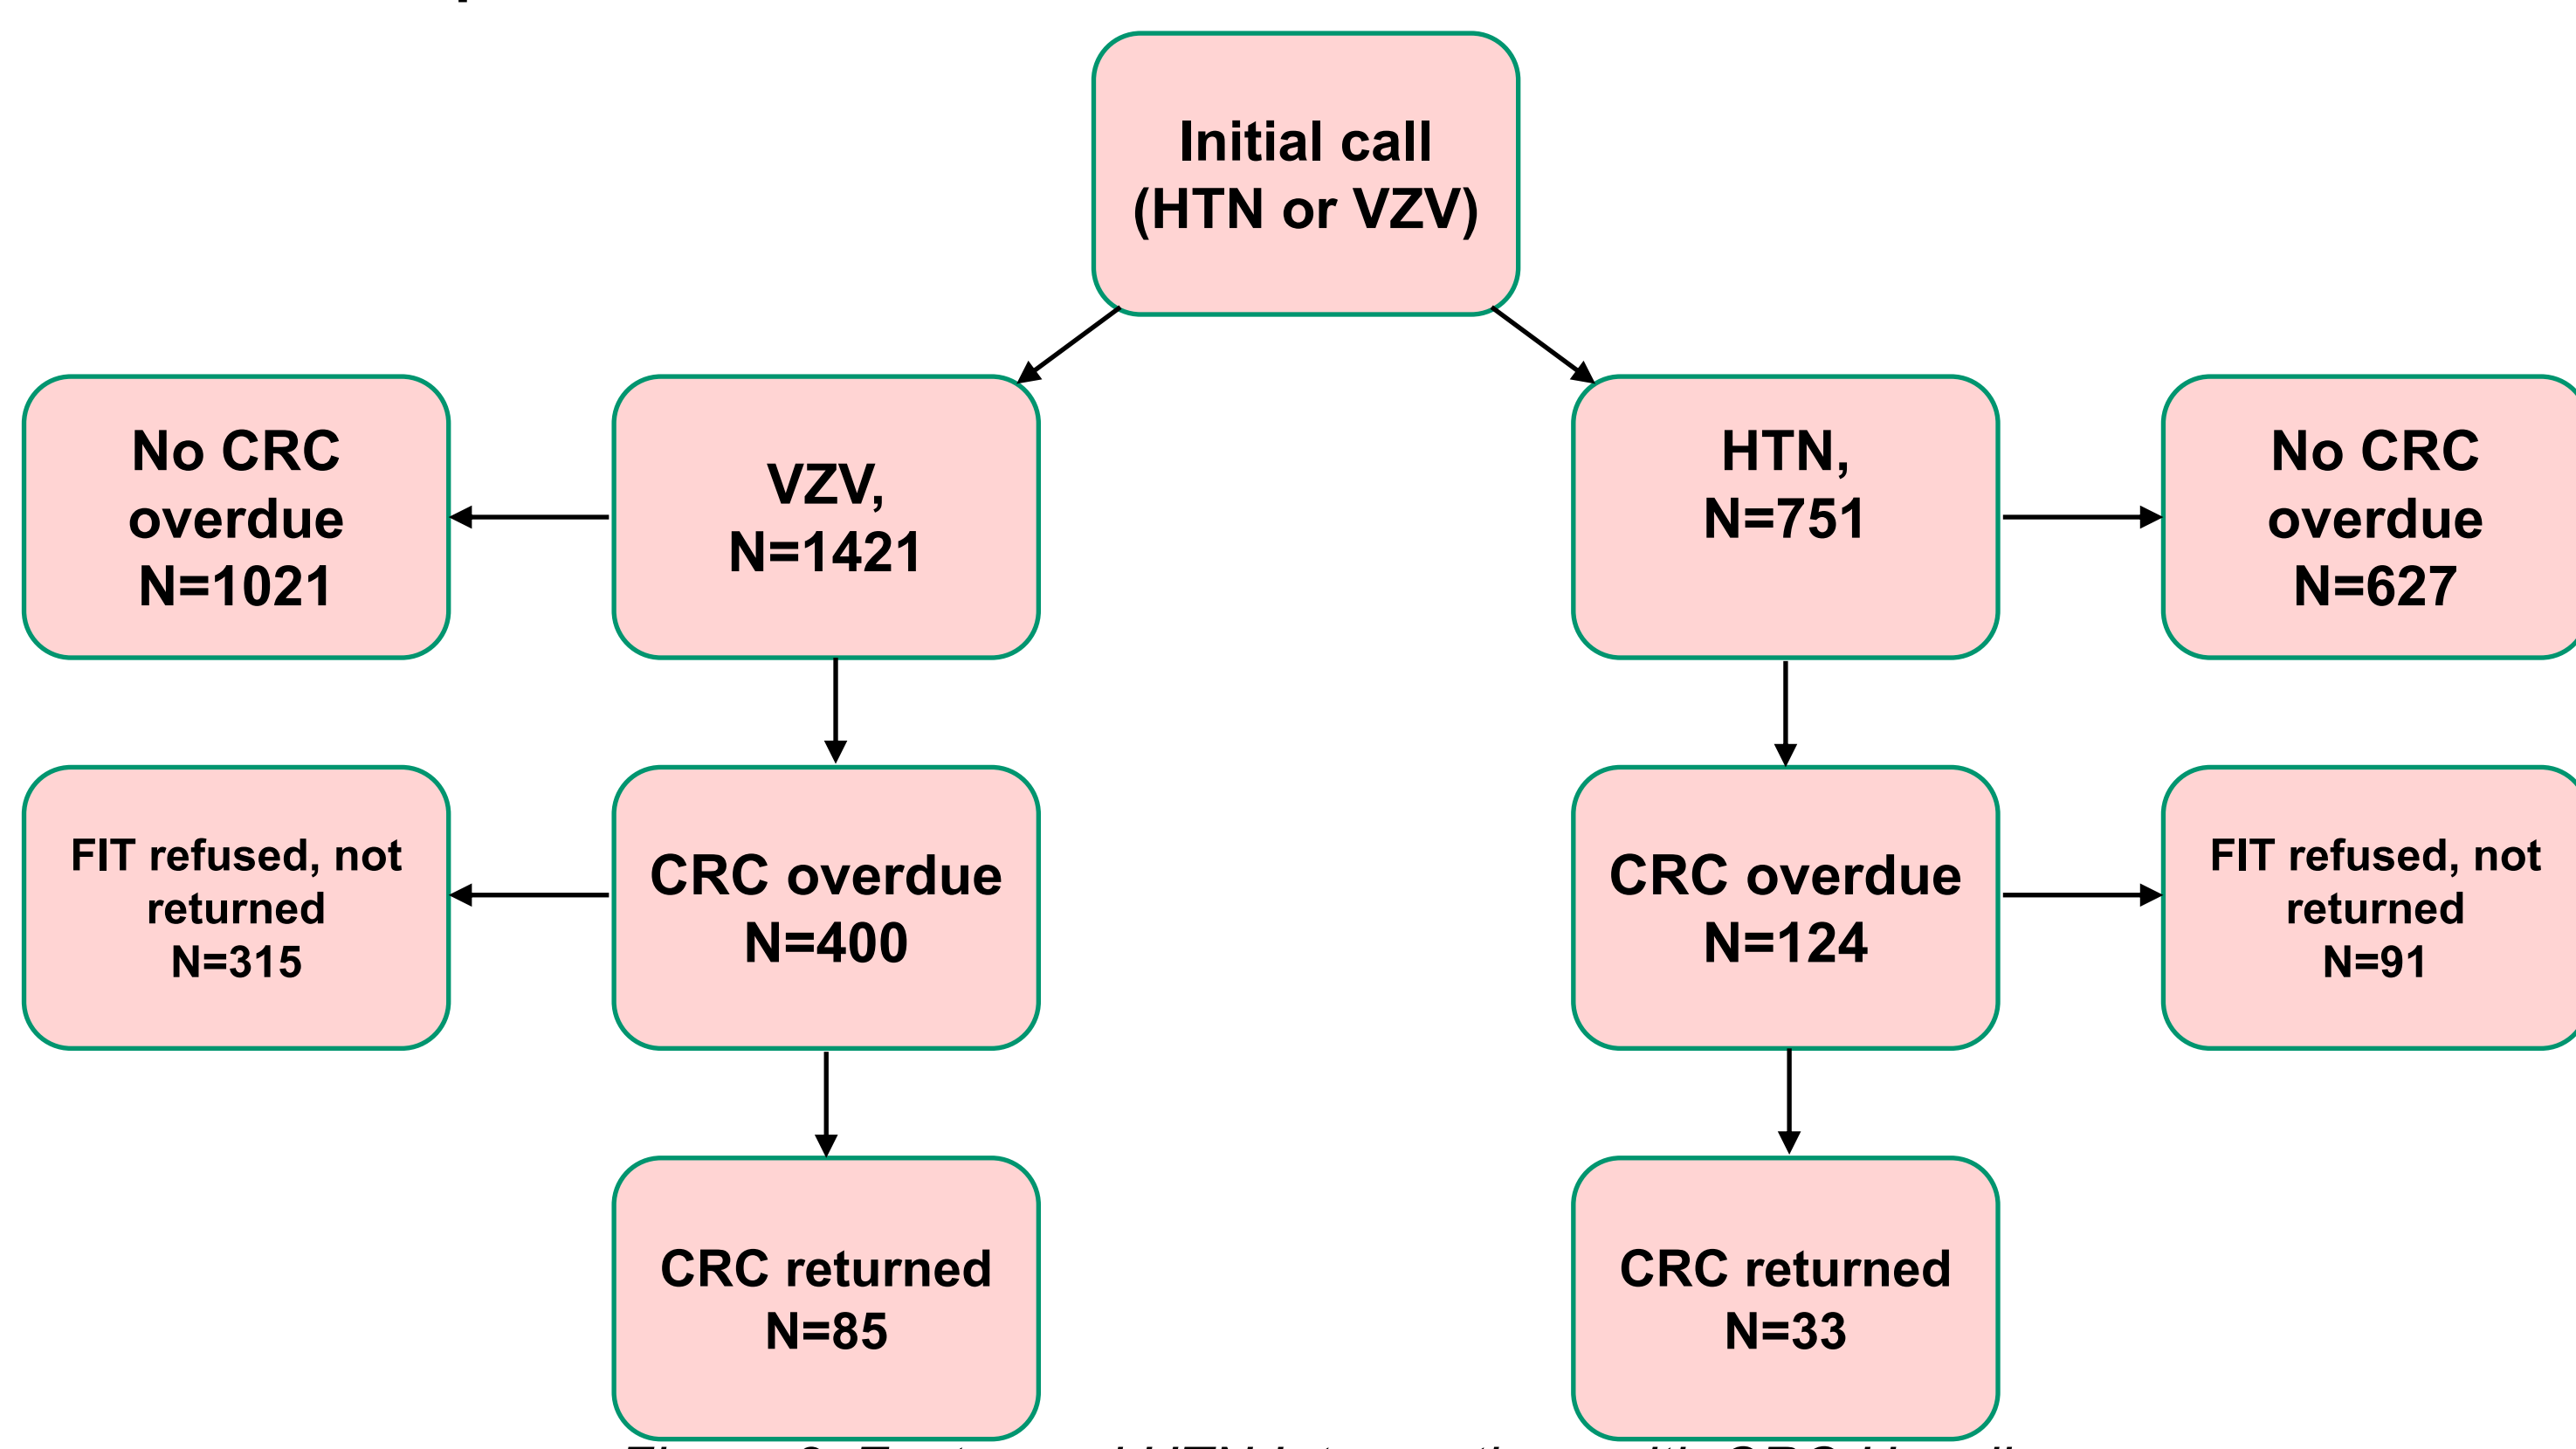 Initial call
(HTN or VZV)
No CRC
overdue
N=1021
VZV,
N=1421
HTN,
N=751
No CRC
overdue
N=627
FIT refused, not
returned
N=315
CRC overdue
N=400
CRC overdue
N=124
FIT refused, not
returned
N=91
CRC returned
N=85
CRC returned
N=33